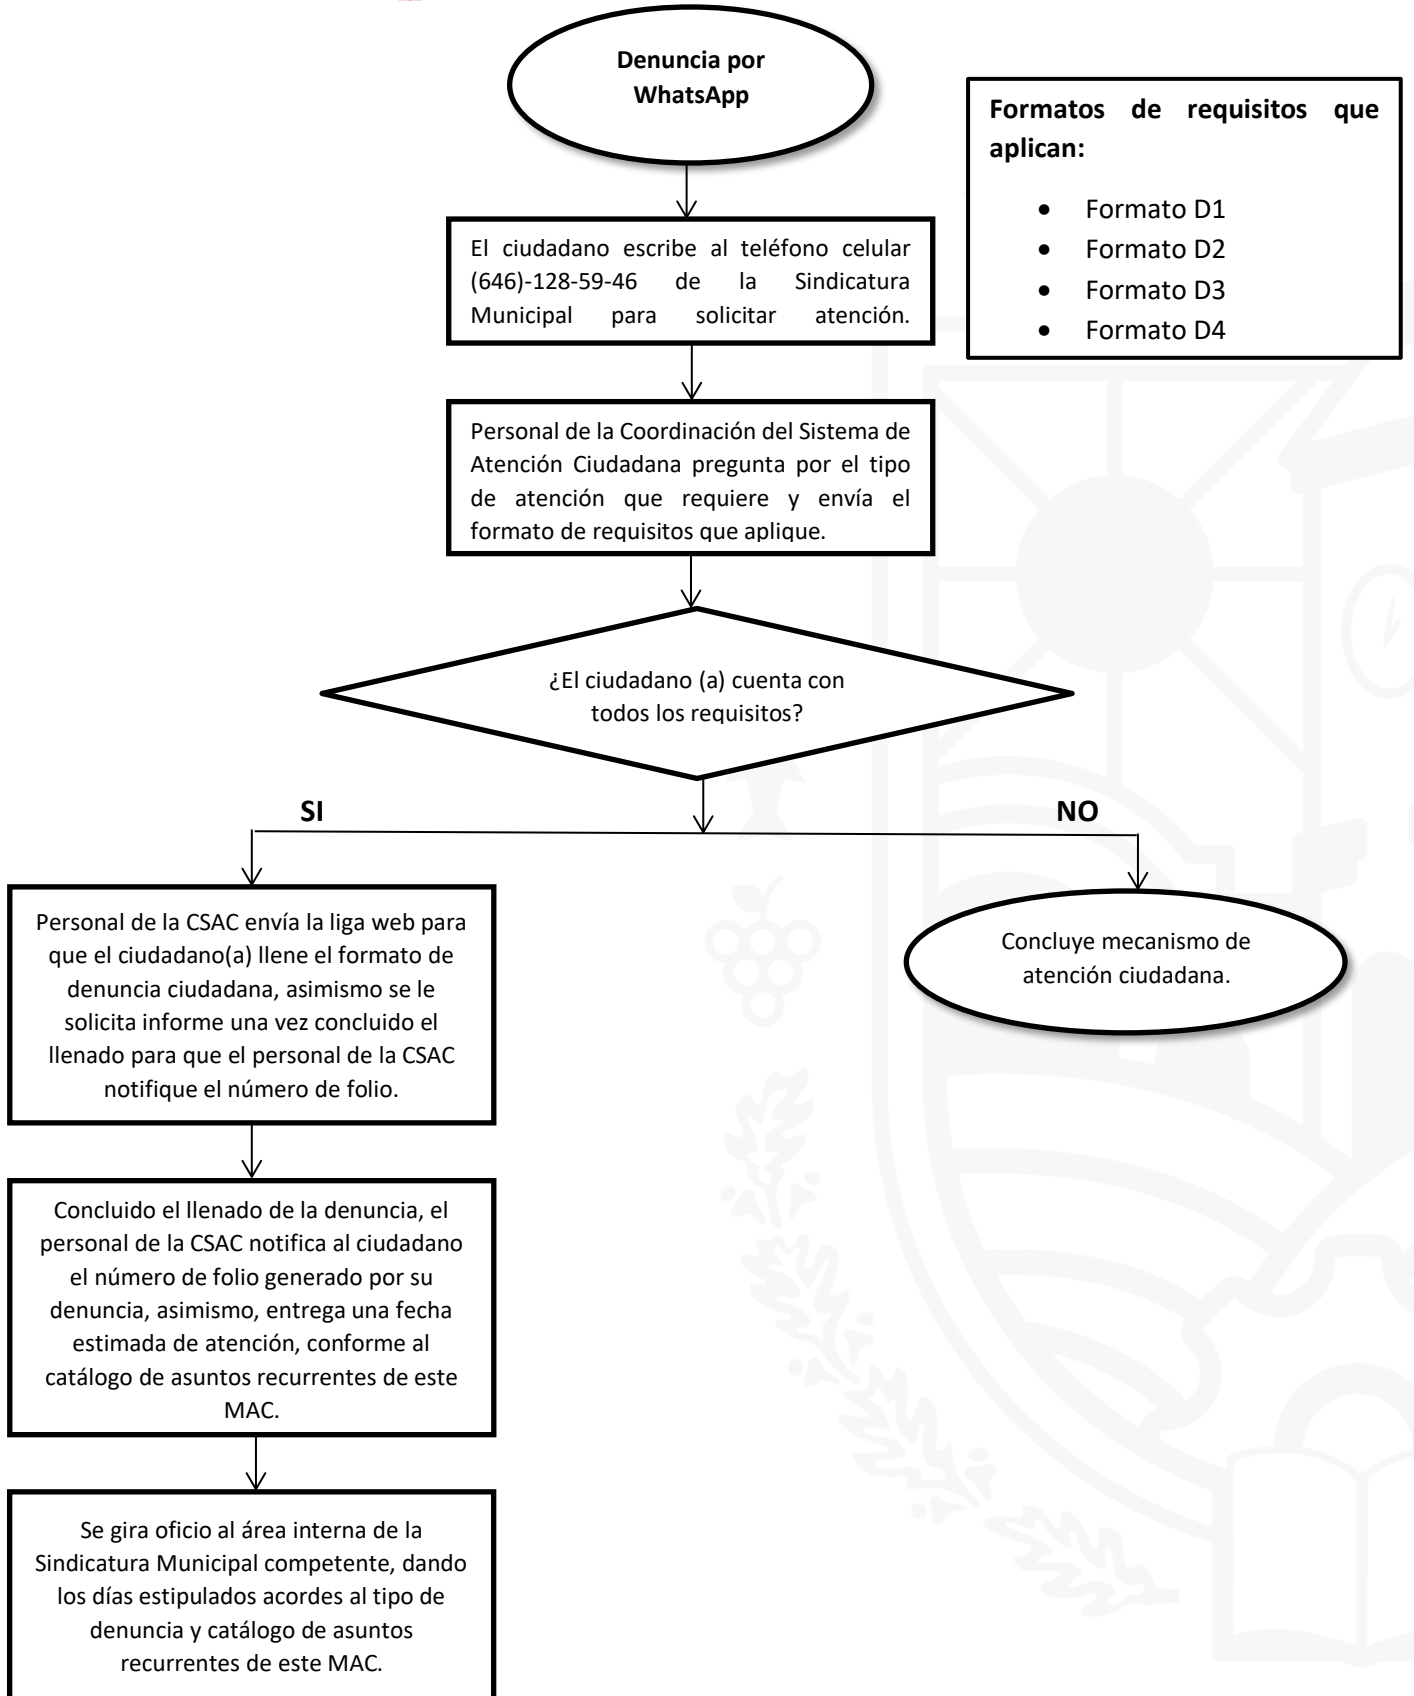 Denuncia por
WhatsApp
Formatos de requisitos que
aplican:
• Formato D1
• Formato D2
• Formato D3
• Formato D4
El ciudadano escribe al teléfono celular
(646)-128-59-46 de la Sindicatura
Municipal para solicitar atención.
Personal de la Coordinación del Sistema de
Atención Ciudadana pregunta por el tipo
de atención que requiere y envía el
formato de requisitos que aplique.
¿El ciudadano (a) cuenta con
todos los requisitos?
SI
NO
Personal de la CSAC envía la liga web para
que el ciudadano(a) llene el formato de
denuncia ciudadana, asimismo se le
solicita informe una vez concluido el
llenado para que el personal de la CSAC
notifique el número de folio.
Concluye mecanismo de
atención ciudadana.
Concluido el llenado de la denuncia, el
personal de la CSAC notifica al ciudadano
el número de folio generado por su
denuncia, asimismo, entrega una fecha
estimada de atención, conforme al
catálogo de asuntos recurrentes de este
MAC.
Se gira oficio al área interna de la
Sindicatura Municipal competente, dando
los días estipulados acordes al tipo de
denuncia y catálogo de asuntos
recurrentes de este MAC.